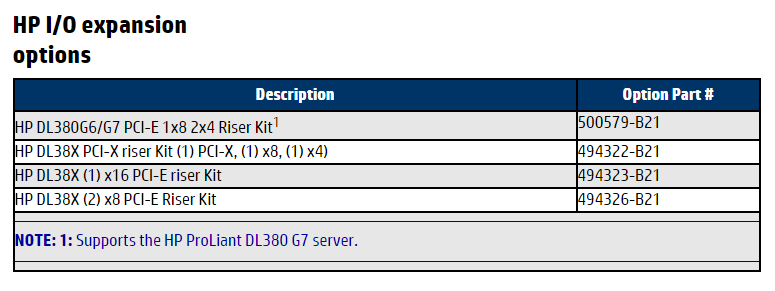 HP I/O expansion
options
Description Option Part #
HP DL380G6/G7 PCI-E 1x8 2x4 Riser Kit1 500579-B21
HP DL38X PCI-X riser Kit (1) PCI-X, (1) x8, (1) x4) 494322-B21
HP DL38X (1) x16 PCI-E riser Kit 494323-B21
HP DL38X (2) x8 PCI-E Riser Kit 494326-B21
NOTE: 1: Supports the HP ProLiant DL380 G7 server.